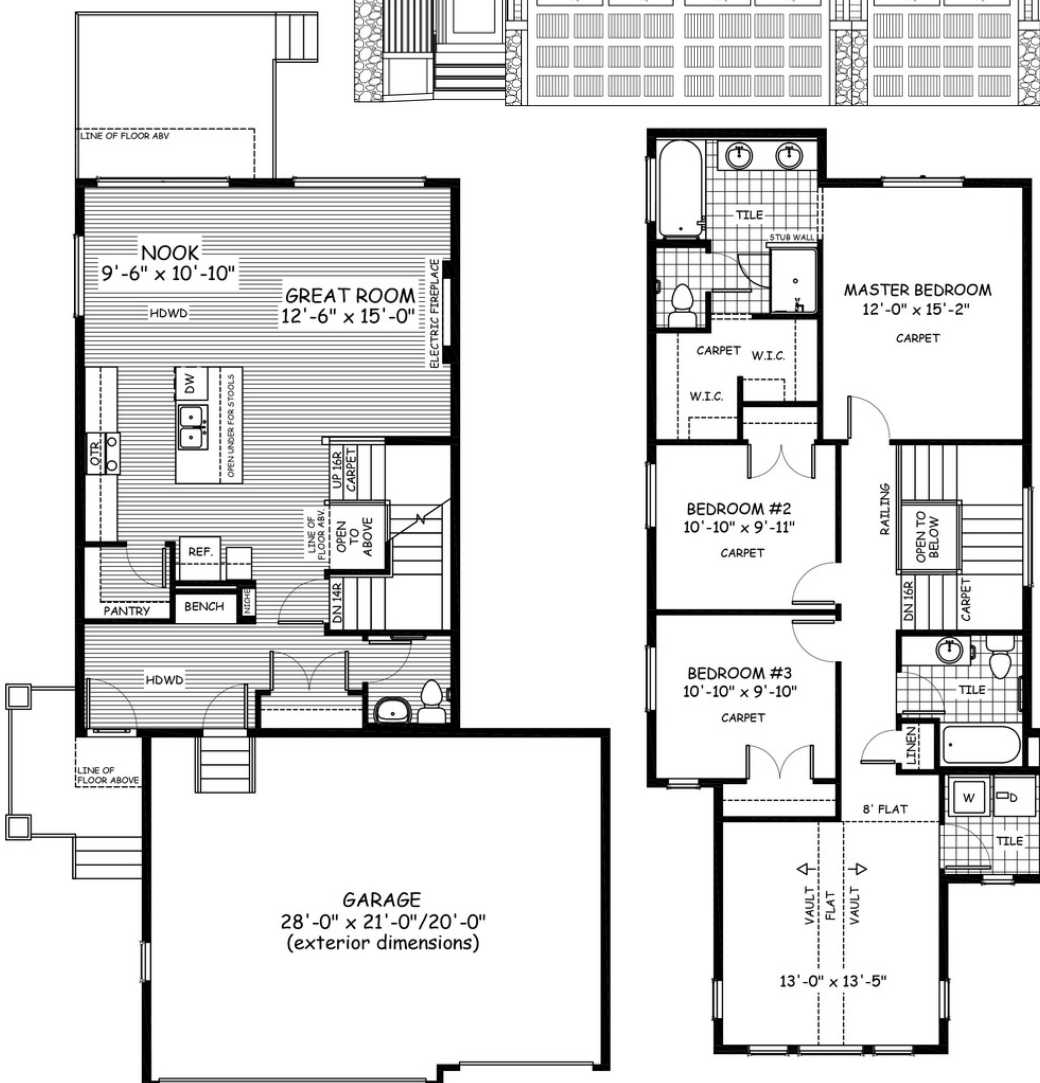 LINE OF FLOOR ABV
NOOK
9'-6" x 10'-10"
HDWD
GREAT ROOM
12'-6" x 15'-0"
ELECTRIC FIREPLACE
DW
OPEN UNDER FOR STOOLS
OTR
UP 16R
CARPET
LINE OF
FLOOR ABV.
OPEN
TO
ABOVE
REF.
PANTRY
BENCH
NICHE
DN 14R
HDWD
LINE OF
FLOOR ABOVE
GARAGE
28'-0" x 21'-0"/20'-0"
(exterior dimensions)
TILE
STUB WALL
MASTER BEDROOM
12'-0" x 15'-2"
CARPET
CARPET
W.I.C.
W.I.C.
BEDROOM #2
10'-10" x 9'-11"
CARPET
RAILING
OPEN TO
BELOW
DN 16R
CARPET
BEDROOM #3
10'-10" x 9'-10"
CARPET
TILE
LINEN
W
D
8' FLAT
TILE
VAULT
FLAT
VAULT
13'-0" x 13'-5"